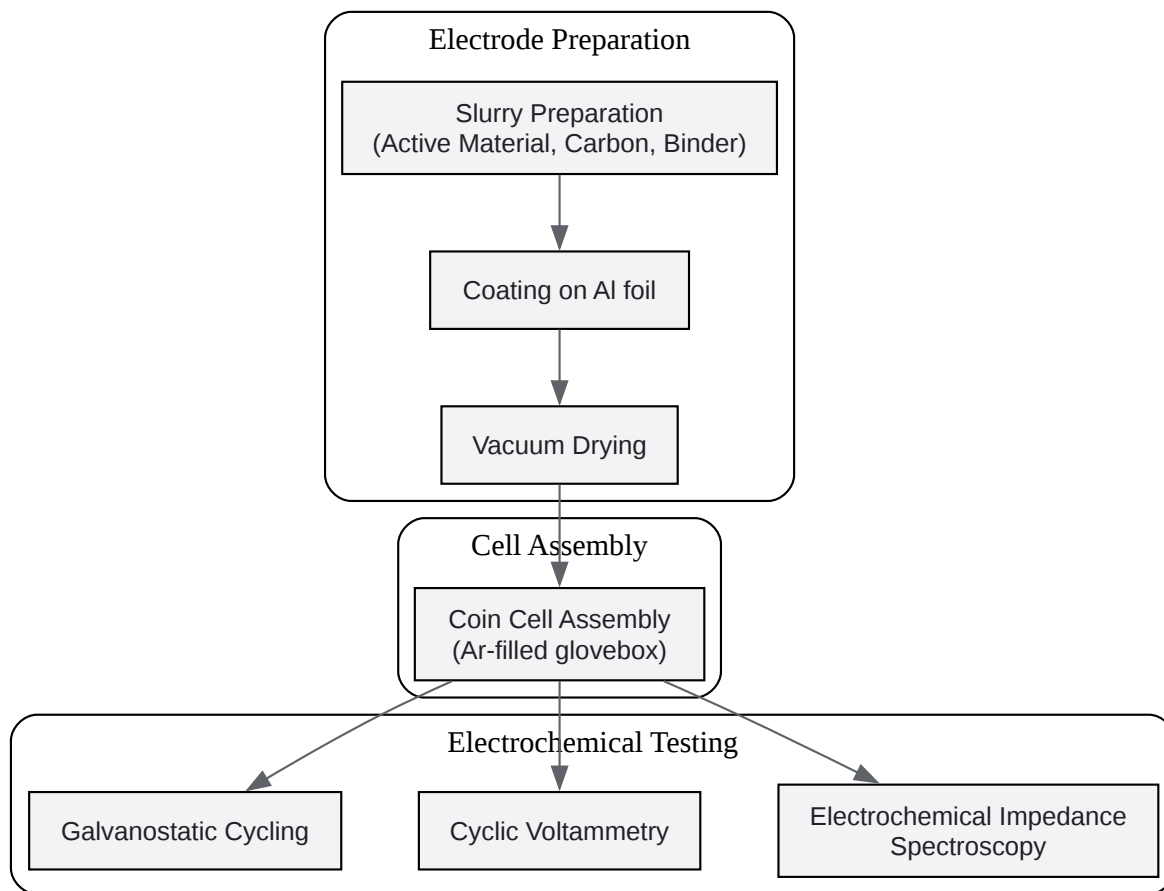 Electrode Preparation
Slurry Preparation
(Active Material, Carbon, Binder)
Coating on Al foil
Vacuum Drying
Cell Assembly
Coin Cell Assembly
(Ar-filled glovebox)
Electrochemical Testing
Galvanostatic Cycling
Cyclic Voltammetry
Electrochemical Impedance
Spectroscopy